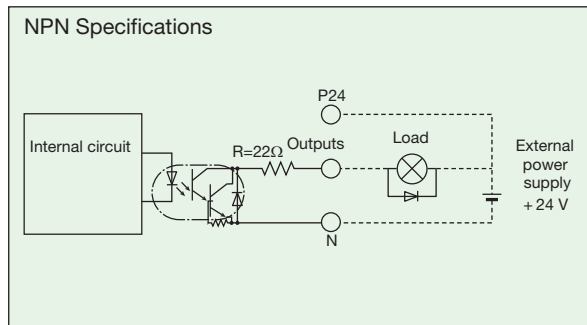 NPN Specifications
P24
Internal circuit
R=22Ω
Outputs
Load
External
power
supply
+24 V
N